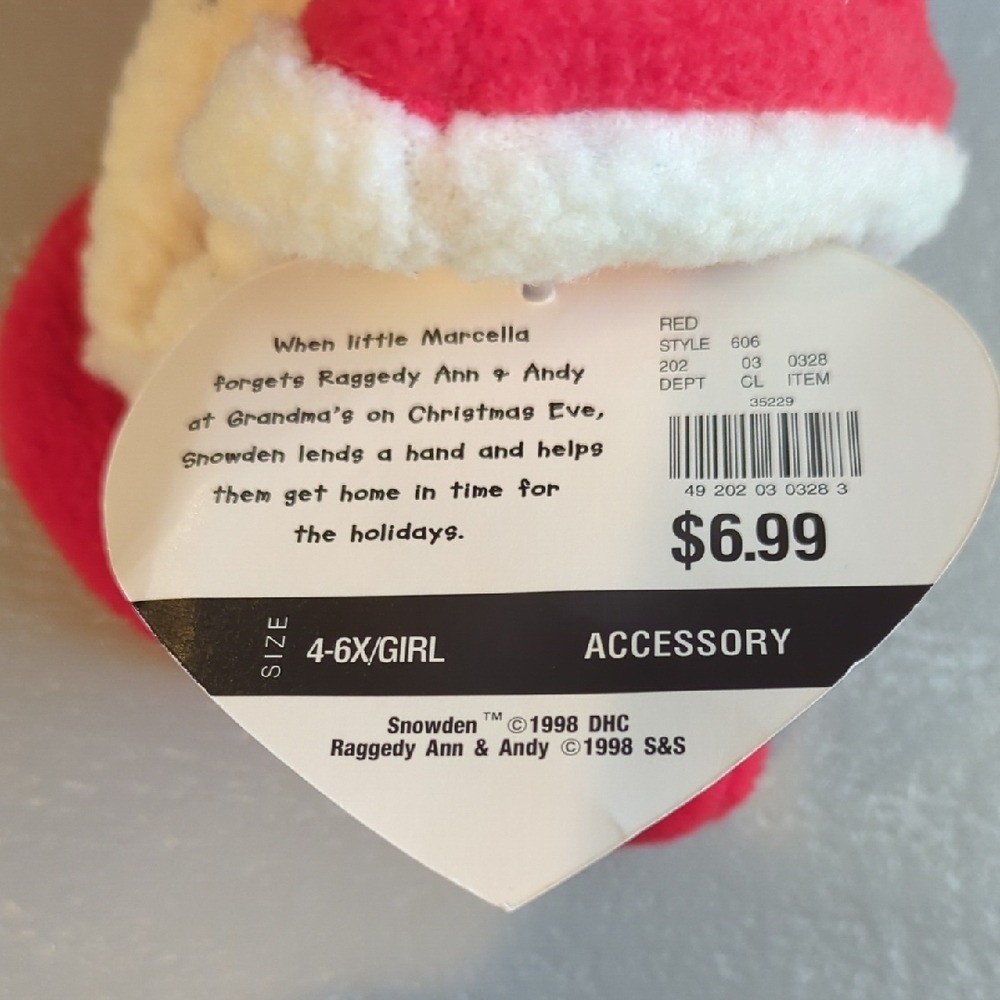 When little Marcella
forgets Raggedy Ann & Andy
at Grandma's on Christmas Eve,
Snowden lends a hand and helps
them get home in time for
the holidays.
RED
STYLE 606
202 03 0328
DEPT CL ITEM
35229
49 202 03 0328 3
$6.99
SIZE 4-6X/GIRL ACCESSORY
Snowden™ ©1998 DHC
Raggedy Ann & Andy ©1998 S&S